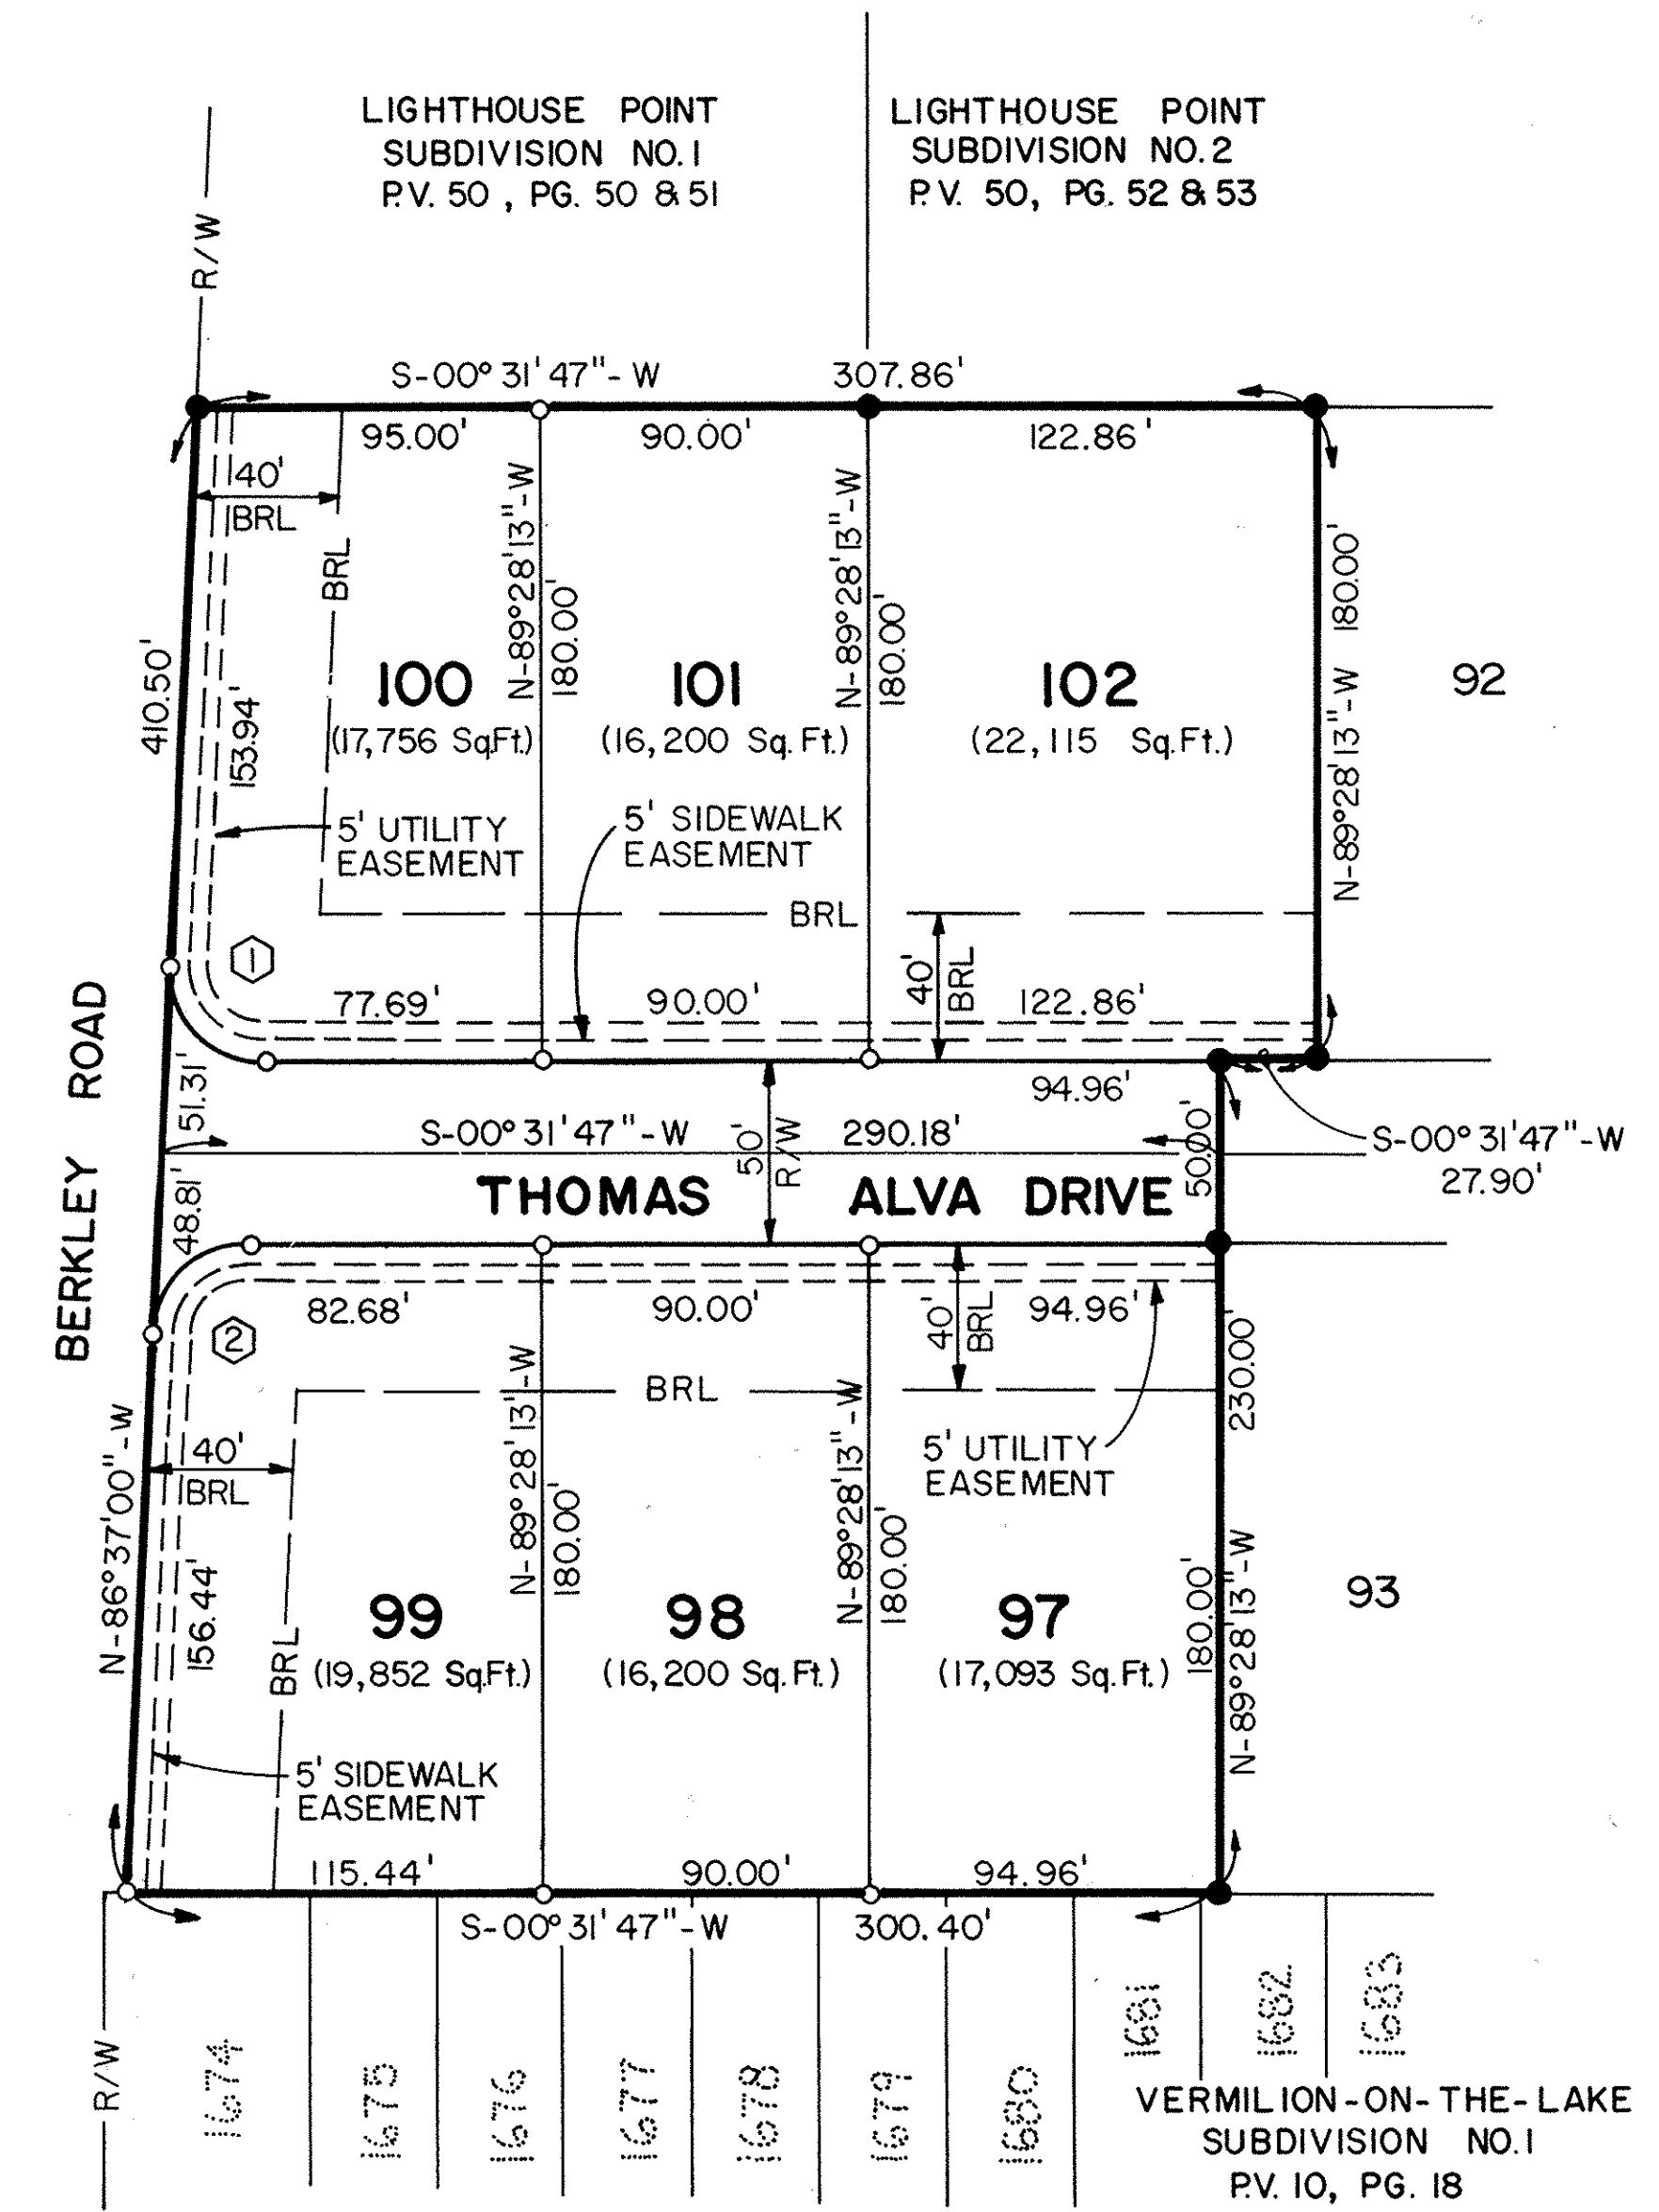 LIGHTHOUSE POINT
SUBDIVISION NO. 1
P.V. 50 , PG. 50 & 51
LIGHTHOUSE POINT
SUBDIVISION NO. 2
P.V. 50, PG. 52 & 53
R/W
S-00° 31' 47"-W
307.86'
95.00'
90.00'
122.86'
40'
BRL
BRL
N-89°28'13"-W
180.00'
N-89°28'13"-W
180.00'
180.00'
N-89°28'13"-W
410.50'
153.94'
100
(17,756 Sq.Ft.)
101
(16,200 Sq. Ft.)
102
(22,115 Sq.Ft.)
92
5' UTILITY
EASEMENT
5' SIDEWALK
EASEMENT
BRL
1
40'
BRL
77.69'
90.00'
122.86'
BERKLEY ROAD
51.31'
48.81'
94.96'
S-00° 31' 47"-W
290.18'
50'
R/W
50.00'
S-00° 31' 47"-W
27.90'
THOMAS ALVA DRIVE
82.68'
90.00'
94.96'
2
40'
BRL
230.00'
BRL
N-86°37'00"-W
40'
BRL
N-89°28'13"-W
180.00'
N-89°28'13"-W
180.00'
5' UTILITY
EASEMENT
156.44'
BRL
99
(19,852 Sq.Ft.)
98
(16,200 Sq. Ft.)
97
(17,093 Sq.Ft.)
180.00'
N-89°28'13"-W
93
5' SIDEWALK
EASEMENT
115.44'
90.00'
94.96'
S-00° 31' 47"-W
300.40'
R/W
1674
1675
1676
1677
1678
1679
1680
1681
1682
1683
VERMILION-ON-THE-LAKE
SUBDIVISION NO. 1
P.V. 10, PG. 18